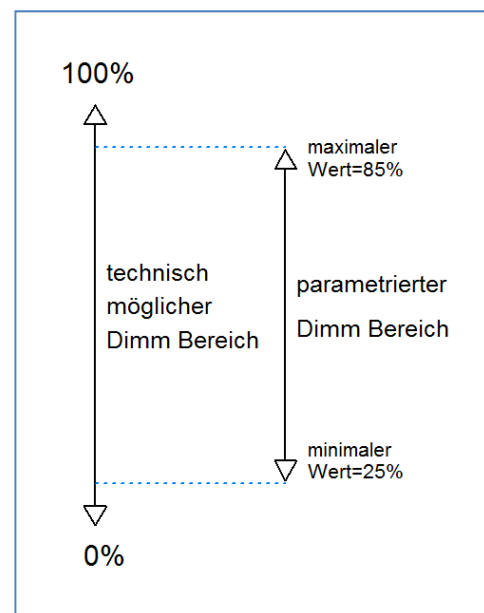 100%
maximaler
Wert=85%
technisch
möglicher
Dimm Bereich
parametrierter
Dimm Bereich
minimaler
Wert=25%
0%